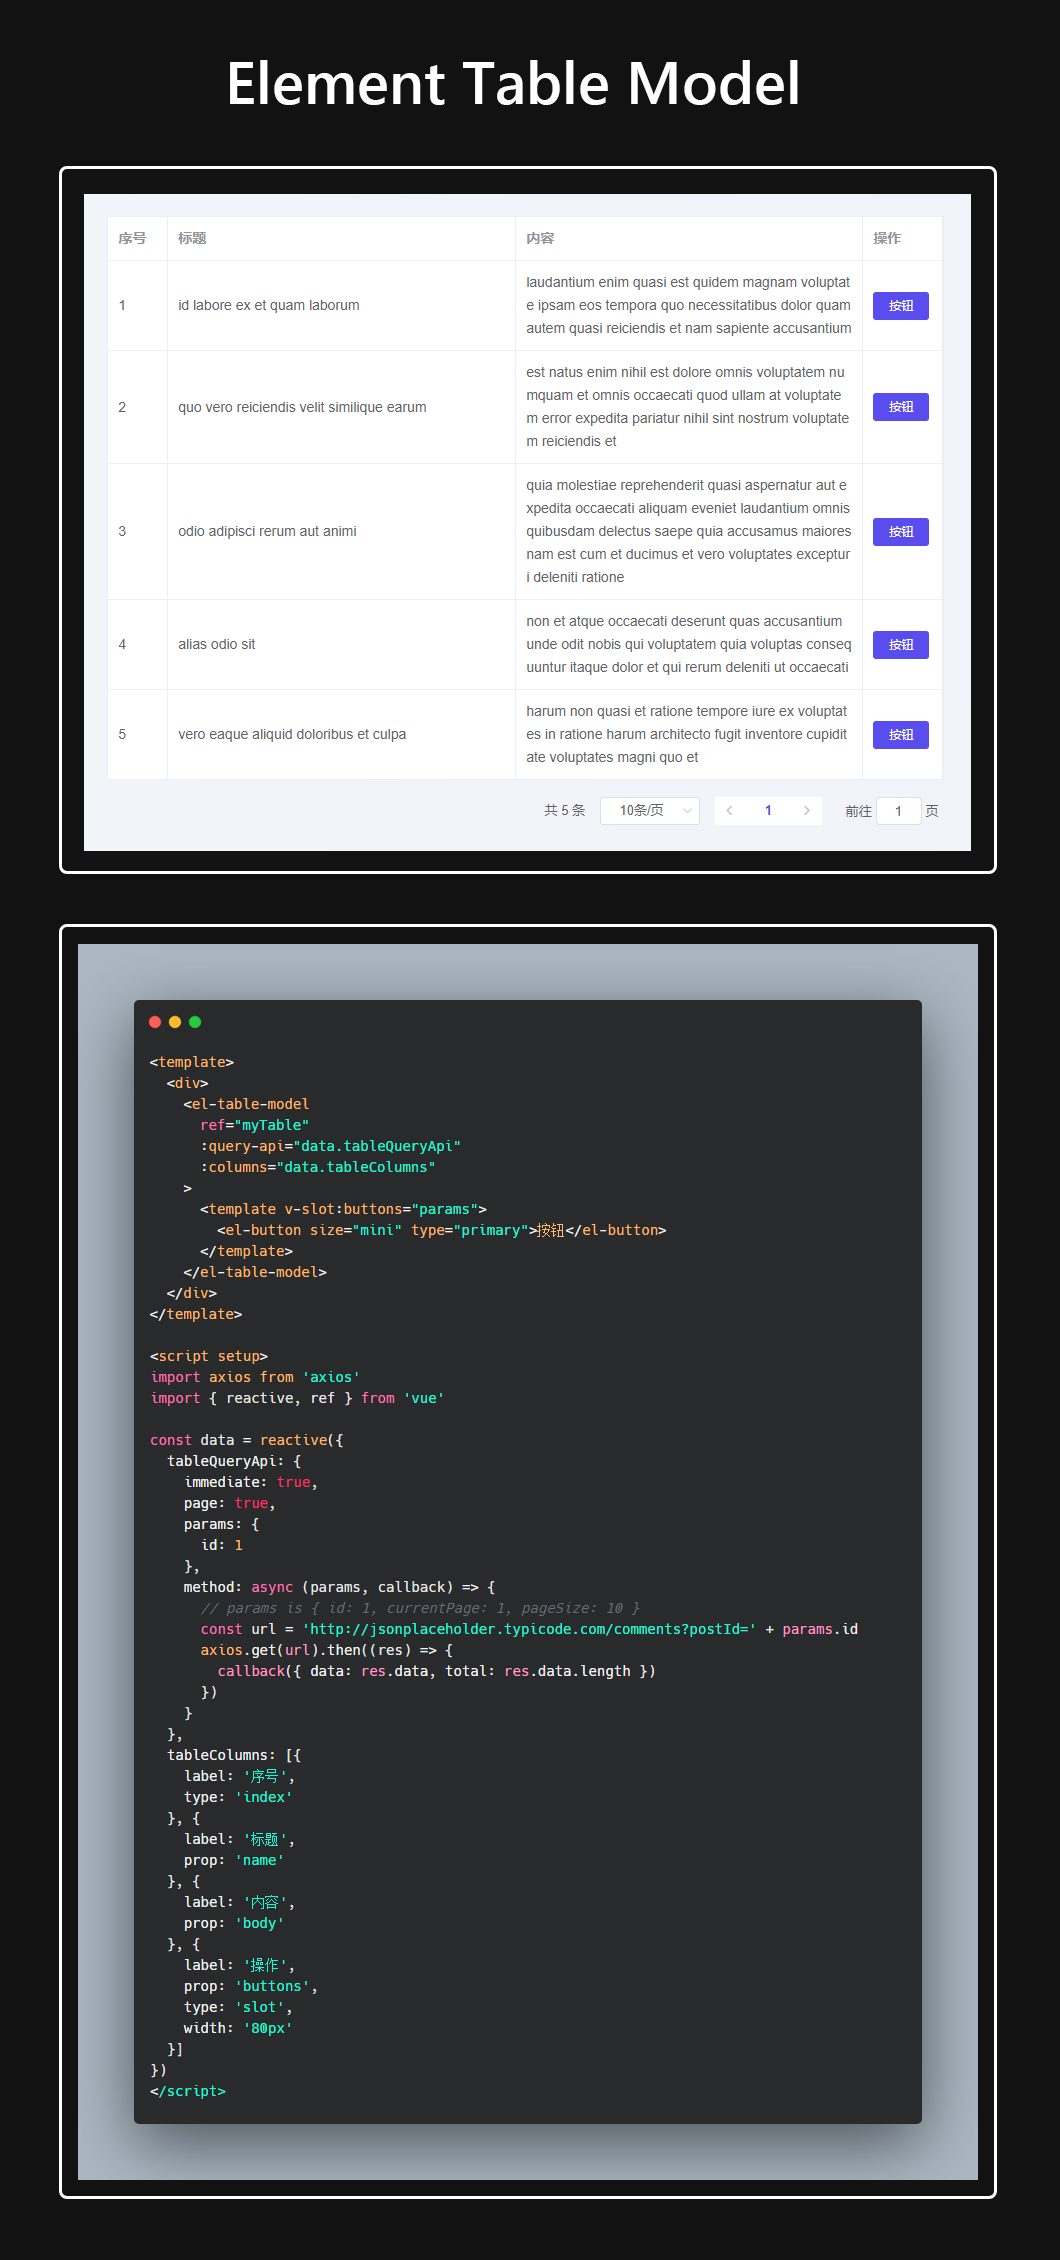 Element Table Model
序号 标题 内容 操作
1 id labore ex et quam laborum laudantium enim quasi est quidem magnam voluptat
e ipsam eos tempora quo necessitatibus dolor quam
autem quasi reiciendis et nam sapiente accusantium
按钮
2 quo vero reiciendis velit similique earum est natus enim nihil est dolore omnis voluptatem nu
mquam et omnis occaecati quod ullam at voluptate
m error expedita pariatur nihil sint nostrum voluptate
m reiciendis et
按钮
3 odio adipisci rerum aut animi quia molestiae reprehenderit quasi aspernatur aut e
xpedita occaecati aliquam eveniet laudantium omnis
quibusdam delectus saepe quia accusamus maiores
nam est cum et ducimus et vero voluptates exceptur
i deleniti ratione
按钮
4 alias odio sit non et atque occaecati deserunt quas accusantium
unde odit nobis qui voluptatem quia voluptas conseq
uuntur itaque dolor et qui rerum deleniti ut occaecati
按钮
5 vero eaque aliquid doloribus et culpa harum non quasi et ratione tempore iure ex voluptat
es in ratione harum architecto fugit inventore cupidit
ate voluptates magni quo et
按钮
共 5 条 10条/页 1 前往 1 页
<template>
  <div>
    <el-table-model
      ref="myTable"
      :query-api="data.tableQueryApi"
      :columns="data.tableColumns"
    >
      <template v-slot:buttons="params">
        <el-button size="mini" type="primary">按钮</el-button>
      </template>
    </el-table-model>
  </div>
</template>
<script setup>
import axios from 'axios'
import { reactive, ref } from 'vue'
const data = reactive({
  tableQueryApi: {
    immediate: true,
    page: true,
    params: {
      id: 1
    },
    method: async (params, callback) => {
      // params is { id: 1, currentPage: 1, pageSize: 10 }
      const url = 'http://jsonplaceholder.typicode.com/comments?postId=' + params.id
      axios.get(url).then((res) => {
        callback({ data: res.data, total: res.data.length })
      })
    }
  },
  tableColumns: [{
    label: '序号',
    type: 'index'
  }, {
    label: '标题',
    prop: 'name'
  }, {
    label: '内容',
    prop: 'body'
  }, {
    label: '操作',
    prop: 'buttons',
    type: 'slot',
    width: '80px'
  }]
})
</script>